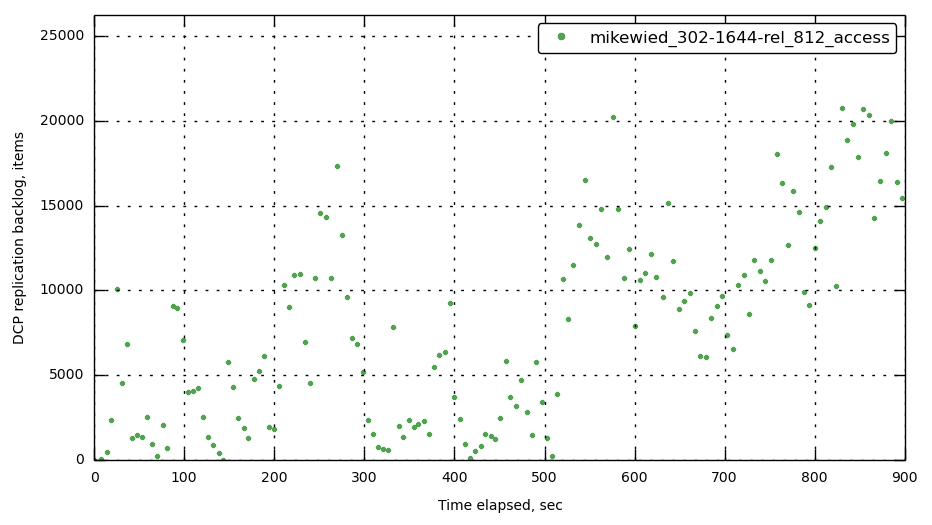 25000
20000
15000
10000
5000
0
DCP replication backlog, items
mikewied_302-1644-rel_812_access
0 100 200 300 400 500 600 700 800 900
Time elapsed, sec